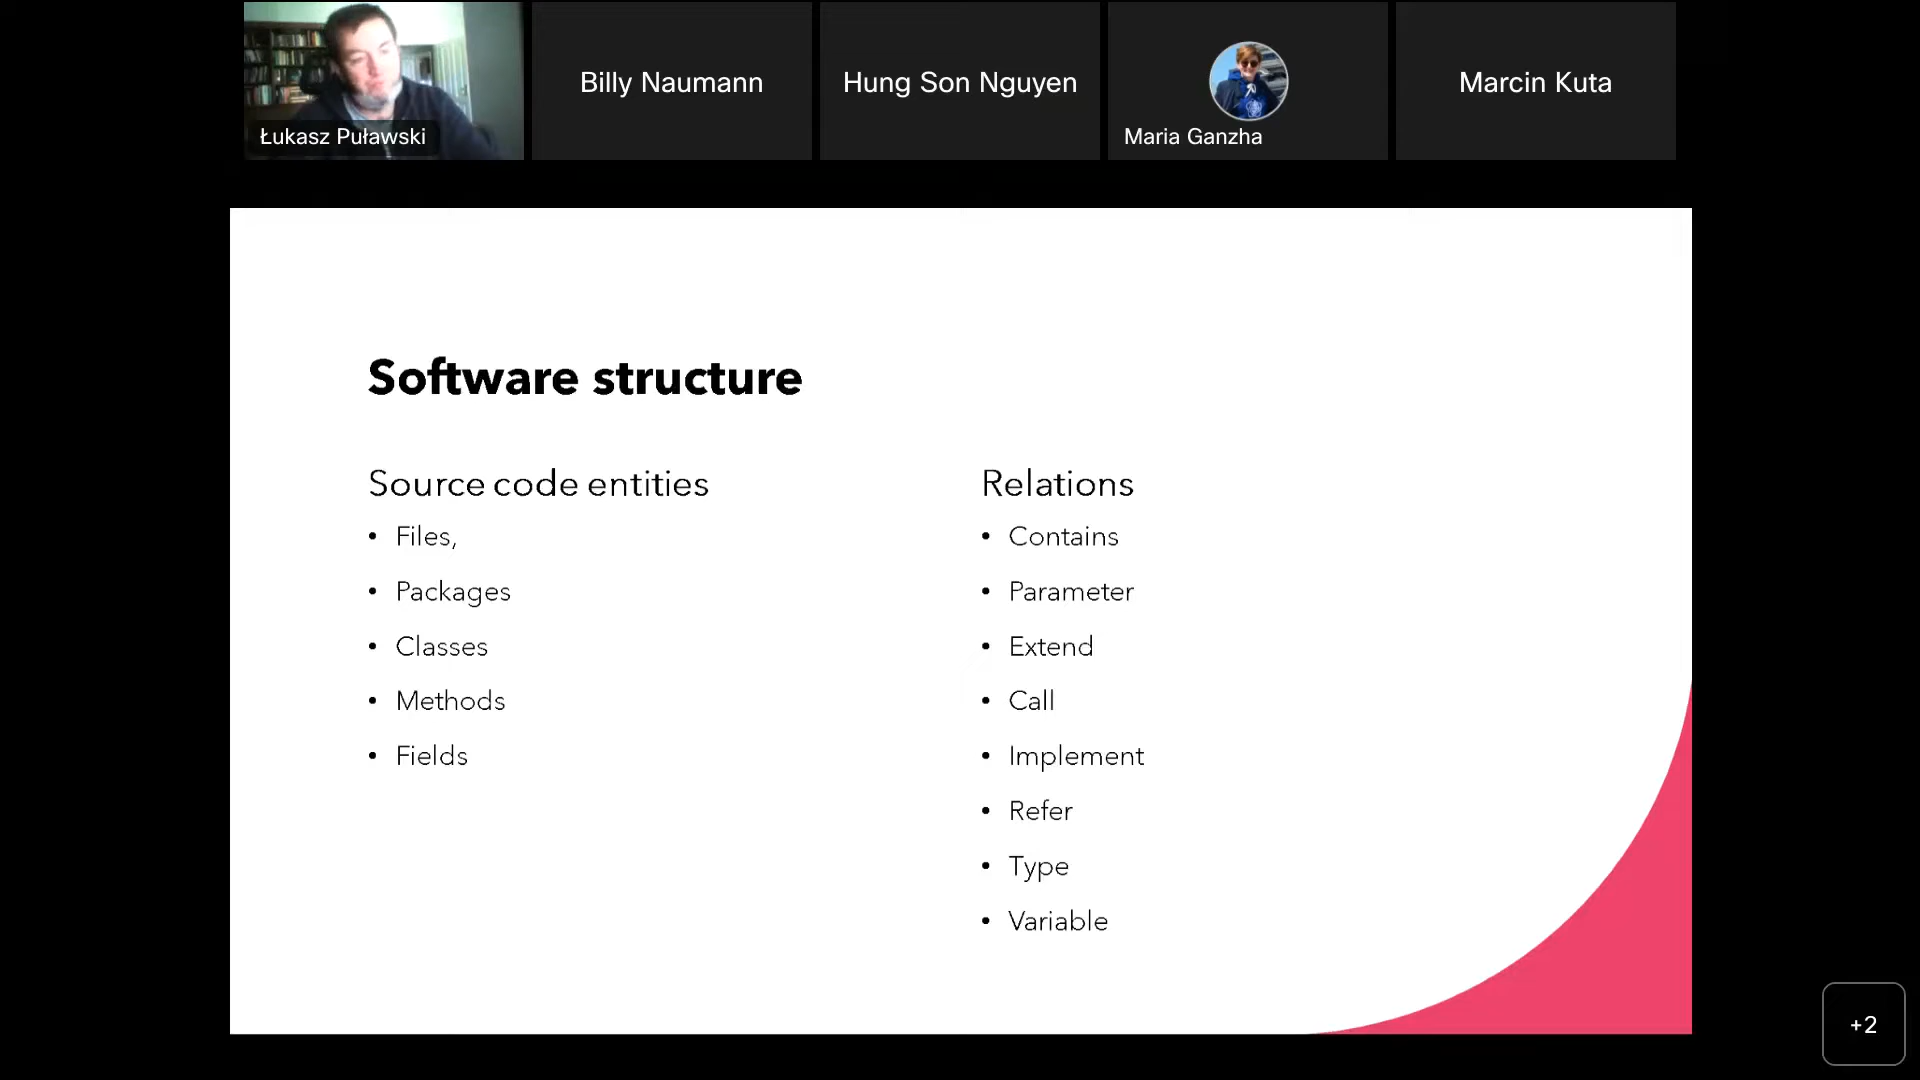 Łukasz Puławski
Billy Naumann
Hung Son Nguyen
Maria Ganzha
Marcin Kuta
Software structure
Source code entities
• Files,
• Packages
• Classes
• Methods
• Fields
Relations
• Contains
• Parameter
• Extend
• Call
• Implement
• Refer
• Type
• Variable
+2